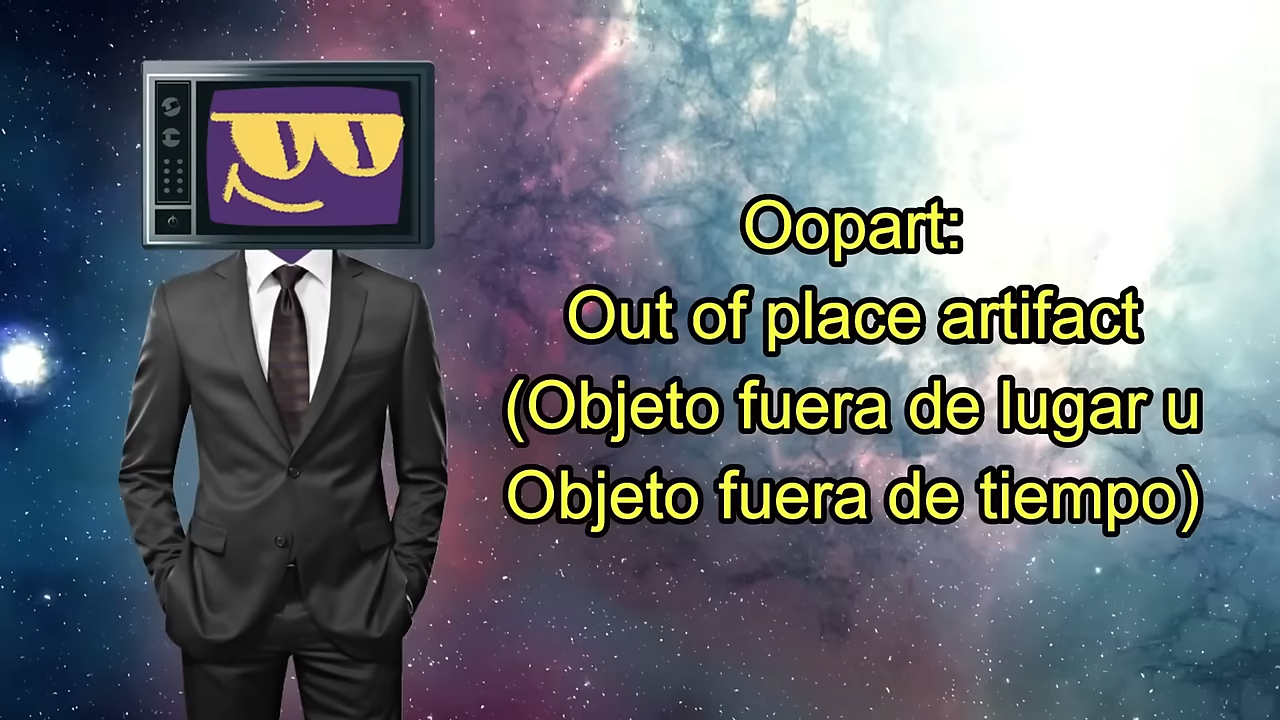 Oopart:
Out of place artifact
(Objeto fuera de lugar u
Objeto fuera de tiempo)